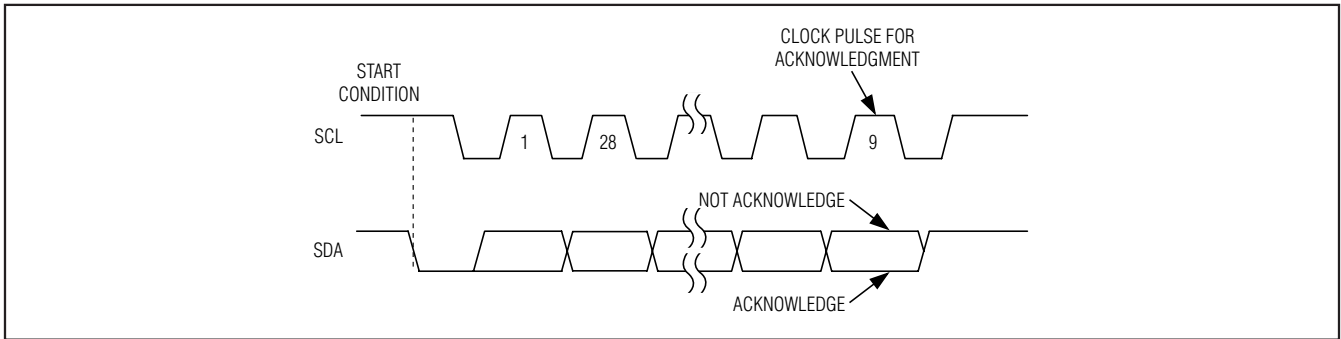 CLOCK PULSE FOR
ACKNOWLEDGMENT
START
CONDITION
SCL
1
28
9
NOT ACKNOWLEDGE
SDA
ACKNOWLEDGE